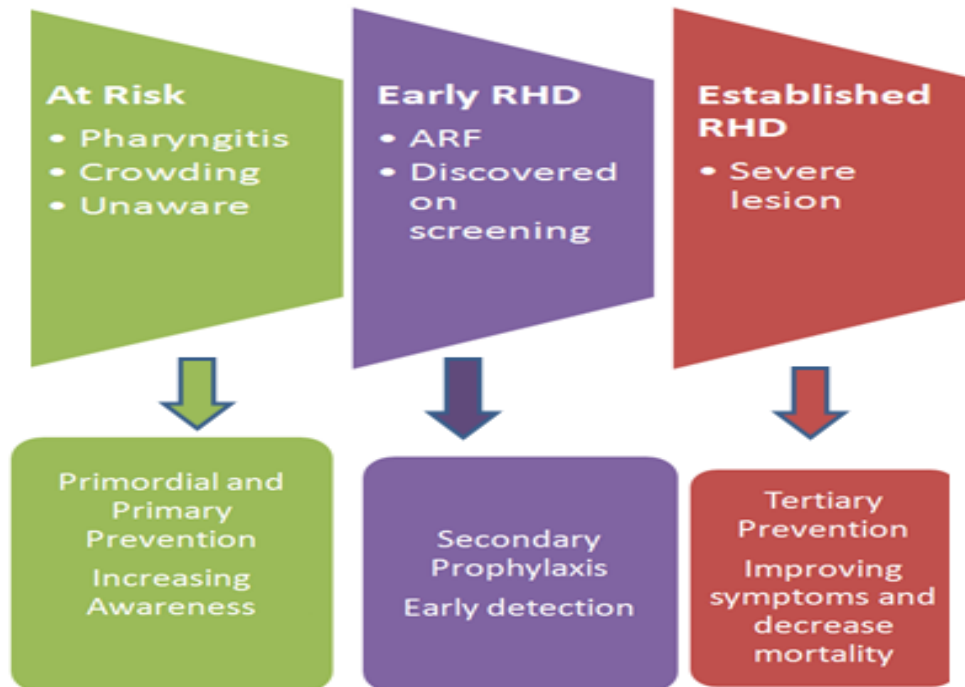 At Risk
• Pharyngitis
• Crowding
• Unaware
Early RHD
• ARF
• Discovered
on
screening
Established
RHD
• Severe
lesion
Primordial and
Primary
Prevention
Increasing
Awareness
Secondary
Prophylaxis
Early detection
Tertiary
Prevention
Improving
symptoms and
decrease
mortality